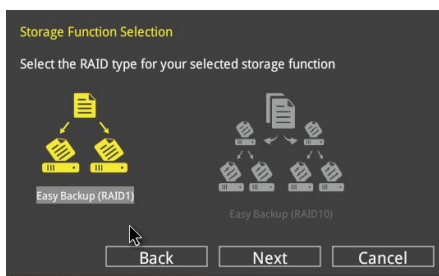 Storage Function Selection
Select the RAID type for your selected storage function
Easy Backup (RAID1)
Easy Backup (RAID10)
Back Next Cancel